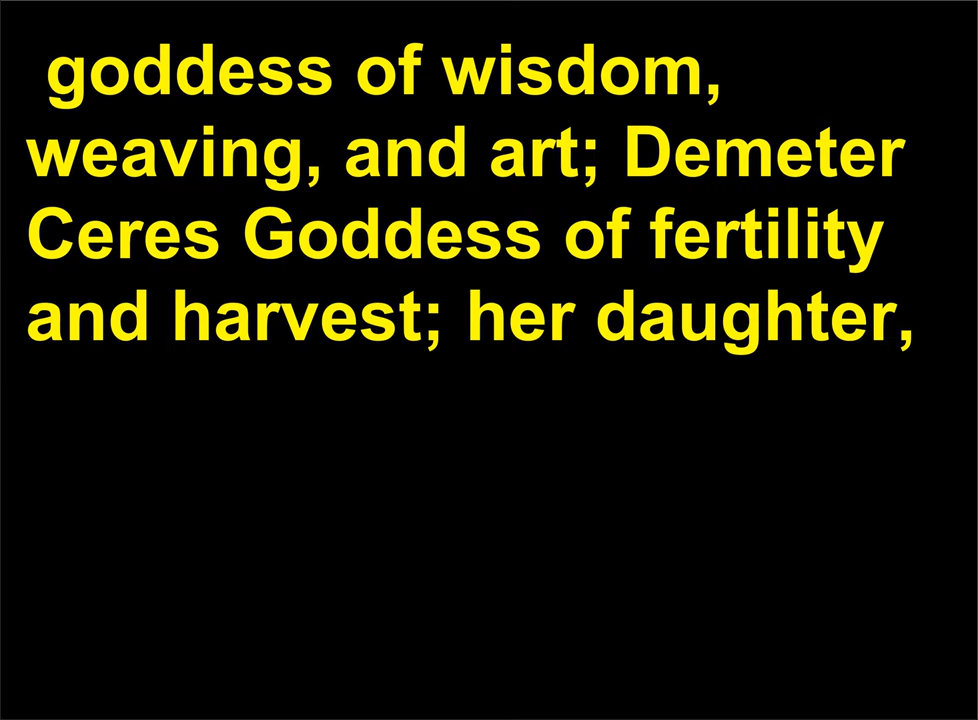 goddess of wisdom,
weaving, and art; Demeter
Ceres Goddess of fertility
and harvest; her daughter,